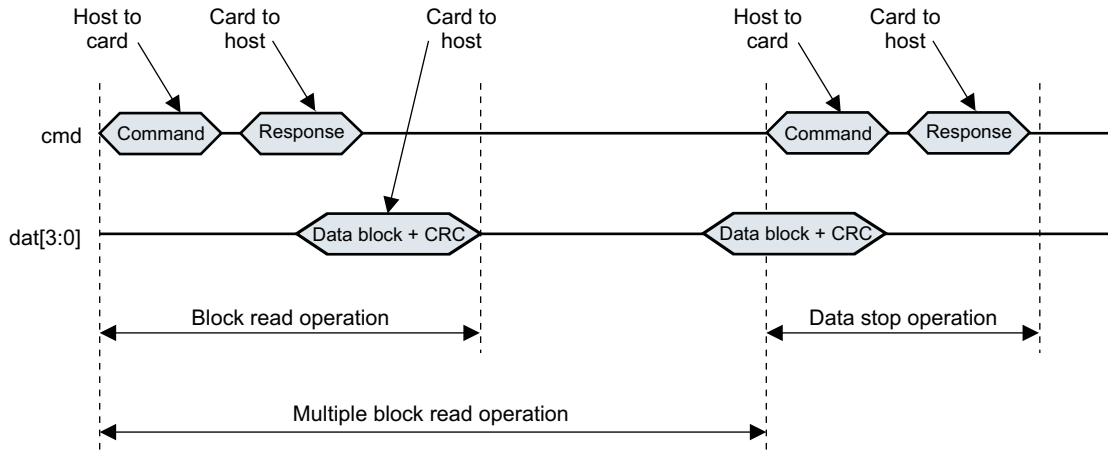 Host to
card
Card to
host
Card to
host
Host to
card
Card to
host
cmd
Command
Response
Command
Response
dat[3:0]
Data block + CRC
Data block + CRC
Block read operation
Data stop operation
Multiple block read operation